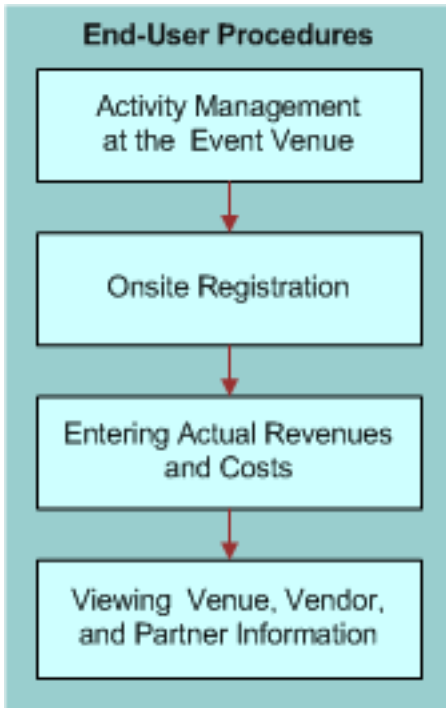 End-User Procedures
Activity Management
at the Event Venue
Onsite Registration
Entering Actual Revenues
and Costs
Viewing Venue, Vendor,
and Partner Information